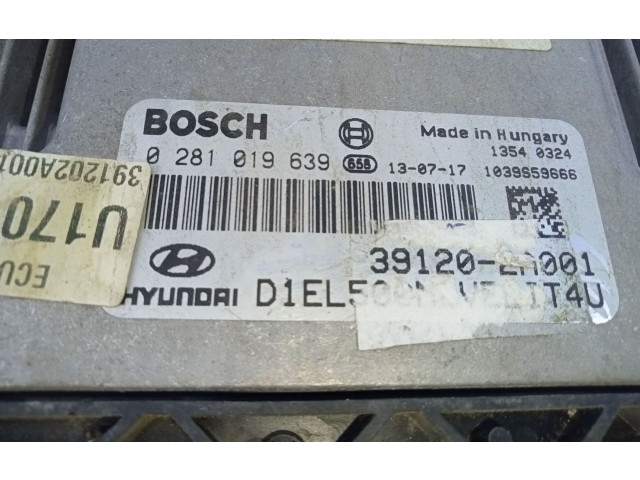 BOSCH
Made in Hungary
0 281 019 639 658 13-07-17
1354 0324
1039S59666
39120-2A001
HYUNDAI
391202A001
U170
ECU